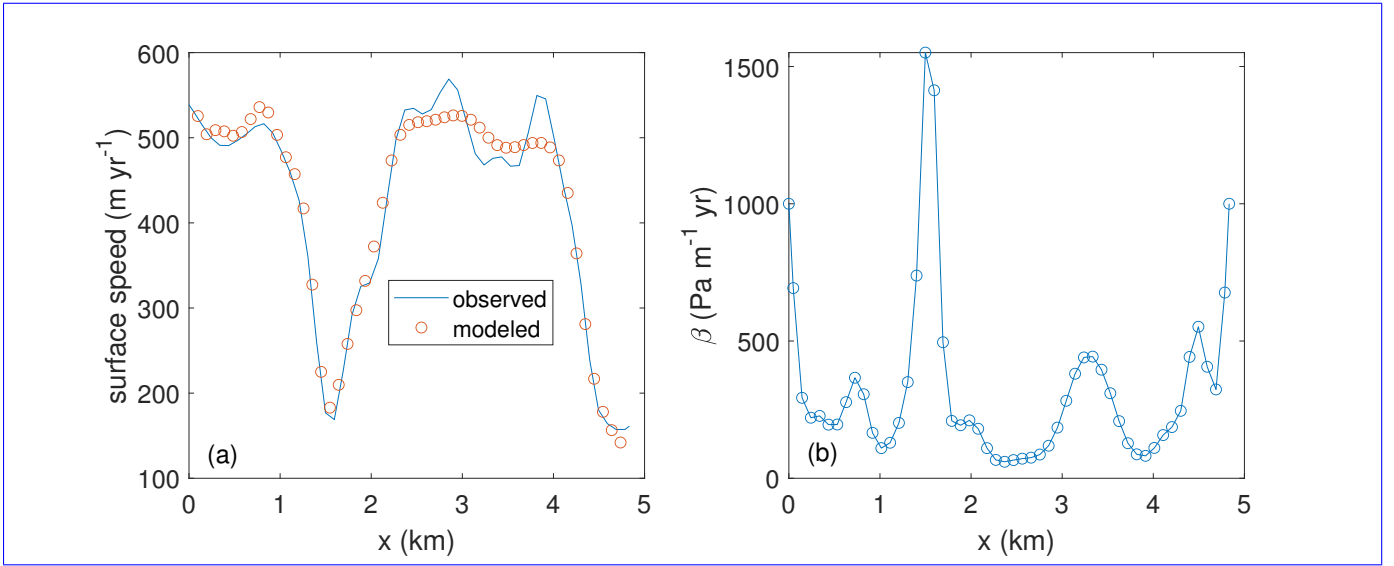 600
500
400
300
200
100
0
1
2
3
4
5
surface speed (m yr⁻¹)
x (km)
observed
modeled
(a)
1500
1000
500
0
0
1
2
3
4
5
β (Pa m⁻¹ yr)
x (km)
(b)